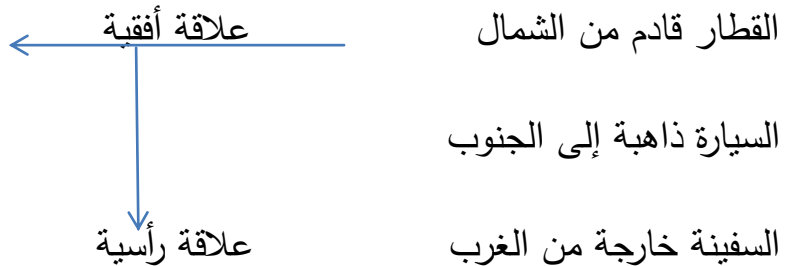 القطار قادم من الشمال علاقة أفقية
السيارة ذاهبة إلى الجنوب
السفينة خارجة من الغرب علاقة رأسية